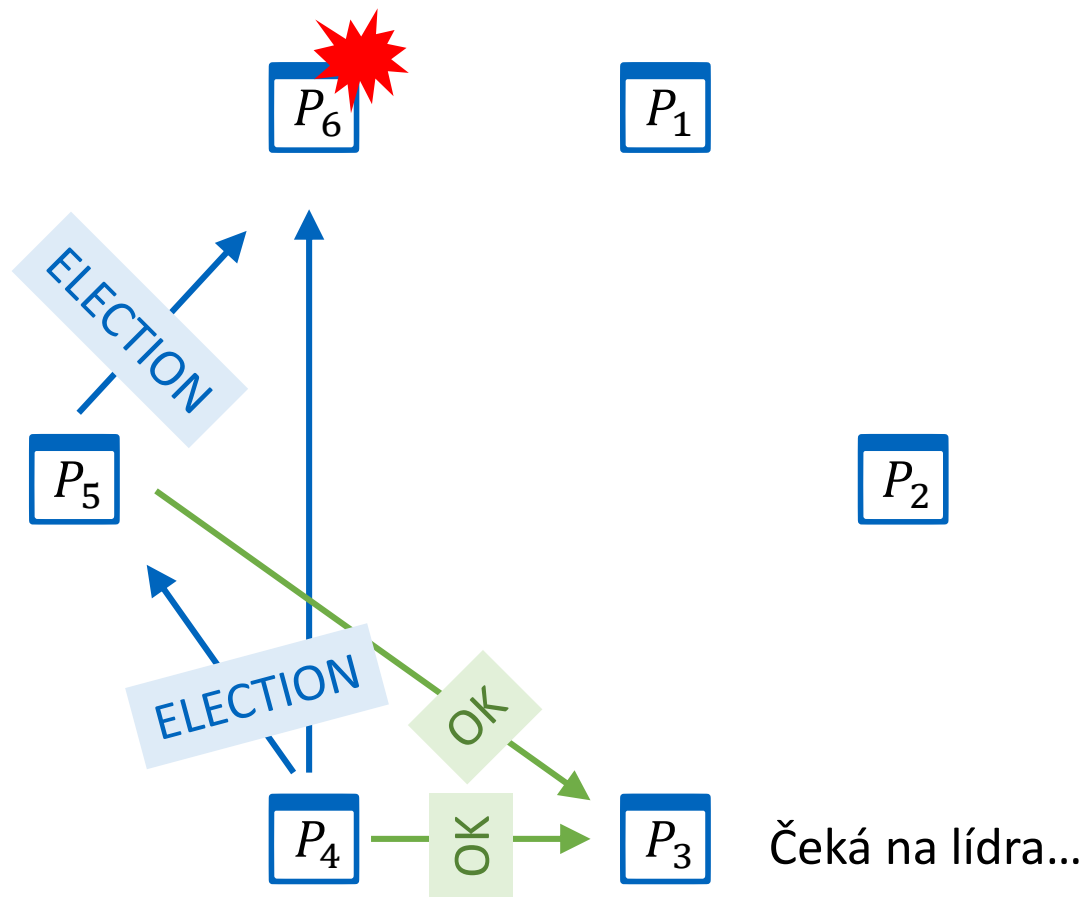 P₆
P₁
ELECTION
P₅
P₂
ELECTION
OK
P₄
OK
P₃
Čeká na lídra…